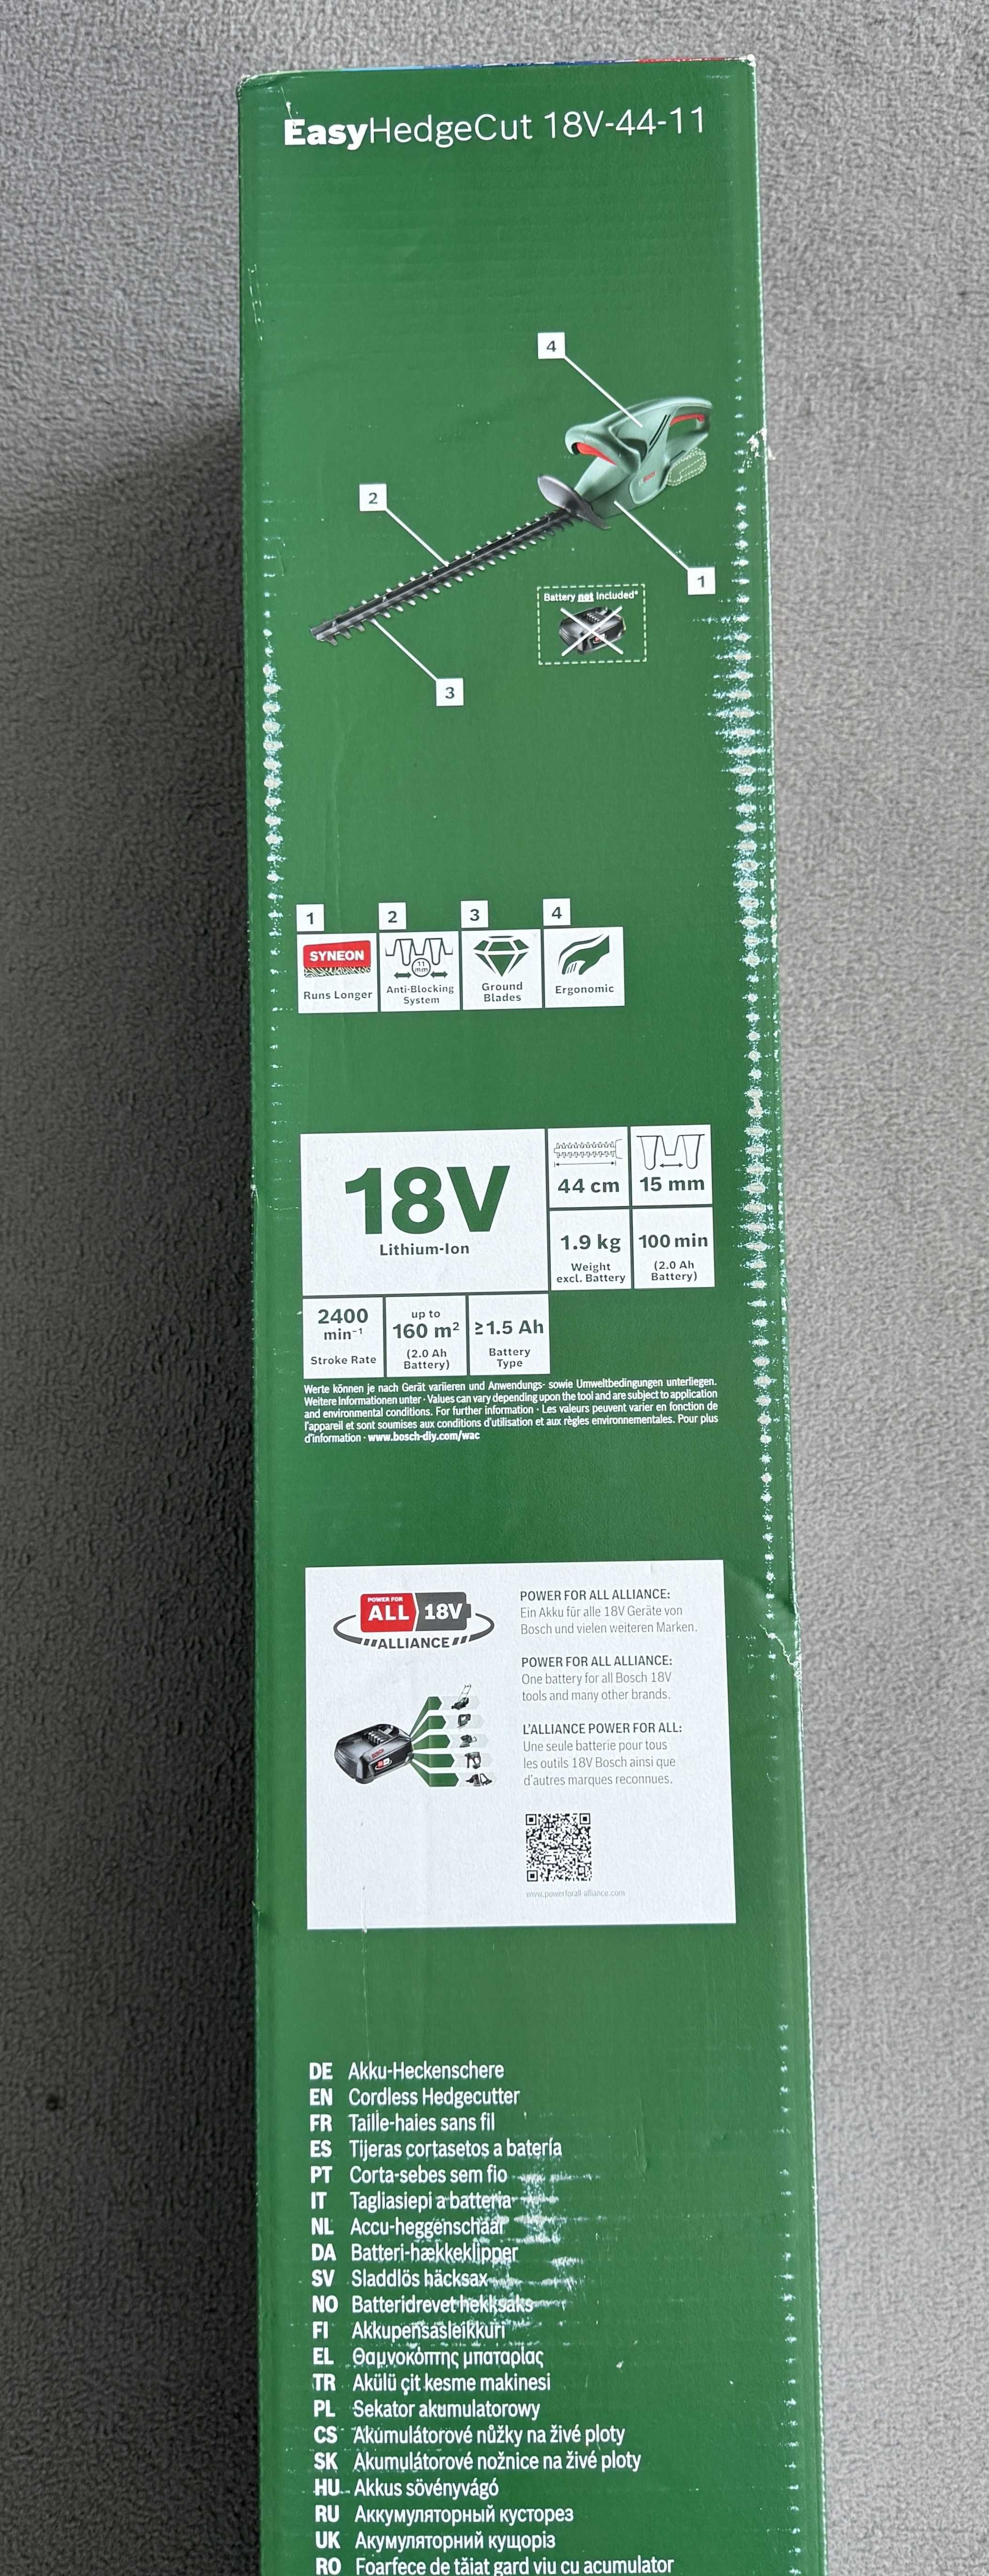 EasyHedgeCut 18V-44-11
4
2
1
Battery not included*
3
1
2
3
4
SYNEON
Runs Longer
11
mm
Anti-Blocking
System
Ground
Blades
Ergonomic
18V
Lithium-Ion
44 cm
15 mm
1.9 kg
Weight
excl. Battery
100 min
(2.0 Ah
Battery)
2400
min⁻¹
Stroke Rate
up to
160 m²
(2.0 Ah
Battery)
≥1.5 Ah
Battery
Type
Werte können je nach Gerät variieren und Anwendungs- sowie Umweltbedingungen unterliegen.
Weitere Informationen unter · Values can vary depending upon the tool and are subject to application
and environmental conditions. For further information · Les valeurs peuvent varier en fonction de
l'appareil et sont soumises aux conditions d'utilisation et aux règles environnementales. Pour plus
d'information · www.bosch-diy.com/wac
POWER FOR
ALL 18V
ALLIANCE
POWER FOR ALL ALLIANCE:
Ein Akku für alle 18V Geräte von
Bosch und vielen weiteren Marken.
POWER FOR ALL ALLIANCE:
One battery for all Bosch 18V
tools and many other brands.
L'ALLIANCE POWER FOR ALL:
Une seule batterie pour tous
les outils 18V Bosch ainsi que
d'autres marques reconnues.
www.powerforall-alliance.com
DE Akku-Heckenschere
EN Cordless Hedgecutter
FR Taille-haies sans fil
ES Tijeras cortasetos a batería
PT Corta-sebes sem fio
IT Tagliasiepi a batteria
NL Accu-heggenschaar
DA Batteri-hækkeklipper
SV Sladdlös häcksax
NO Batteridrevet hekksaks
FI Akkupensasleikkuri
EL Θαμνοκόπτης μπαταρίας
TR Akülü çit kesme makinesi
PL Sekator akumulatorowy
CS Akumulátorové nůžky na živé ploty
SK Akumulátorové nožnice na živé ploty
HU Akkus sövényvágó
RU Аккумуляторный кусторез
UK Акумуляторний кущоріз
RO Foarfece de tăiat gard viu cu acumulator